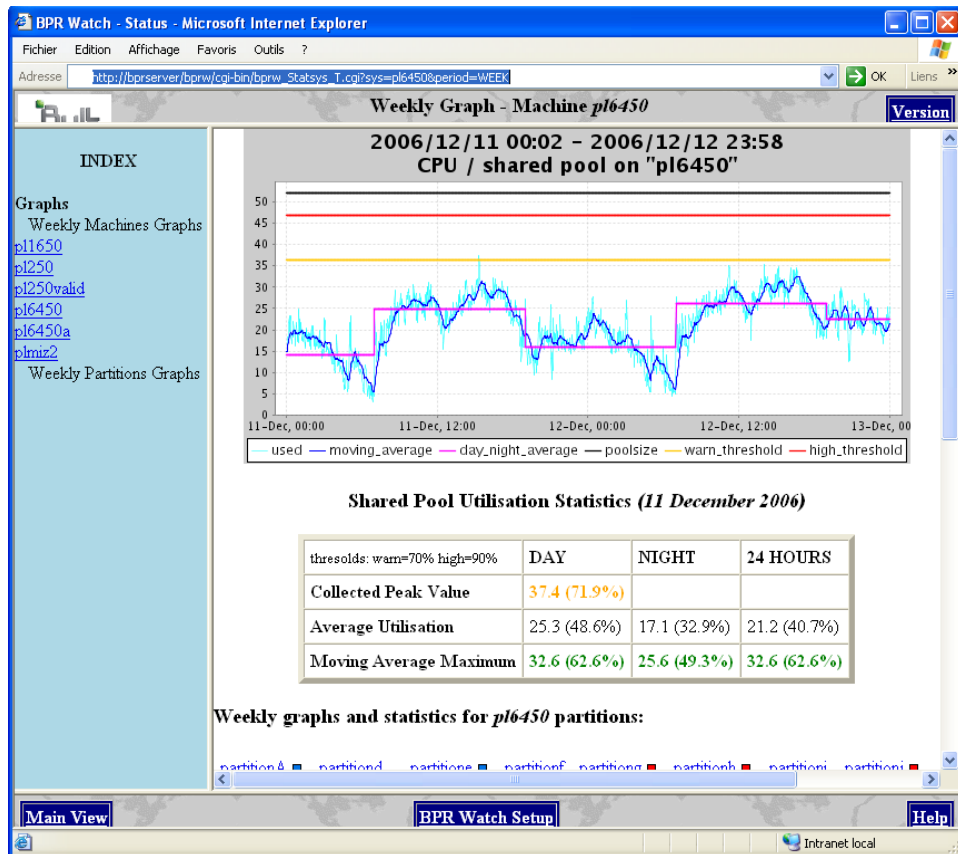 BPR Watch - Status - Microsoft Internet Explorer
Fichier Edition Affichage Favoris Outils ?
Adresse http://bprserver/bprw/cgi-bin/bprw_Statsys_T.cgi?sys=pl6450&period=WEEK OK Liens »
Weekly Graph - Machine pl6450
Version
INDEX
Graphs
Weekly Machines Graphs
pl1650
pl250
pl250valid
pl6450
pl6450a
plmiz2
Weekly Partitions Graphs
2006/12/11 00:02 - 2006/12/12 23:58
CPU / shared pool on "pl6450"
50
45
40
35
30
25
20
15
10
5
0
11-Dec, 00:00 11-Dec, 12:00 12-Dec, 00:00 12-Dec, 12:00 13-Dec, 00
used moving_average day_night_average poolsize warn_threshold high_threshold
Shared Pool Utilisation Statistics (11 December 2006)
thresolds: warn=70% high=90% DAY NIGHT 24 HOURS
Collected Peak Value 37.4 (71.9%)
Average Utilisation 25.3 (48.6%) 17.1 (32.9%) 21.2 (40.7%)
Moving Average Maximum 32.6 (62.6%) 25.6 (49.3%) 32.6 (62.6%)
Weekly graphs and statistics for pl6450 partitions:
partitionA partitiond partitione partitionf partitiong partitionh partitioni partitionj
Main View BPR Watch Setup Help
Intranet local